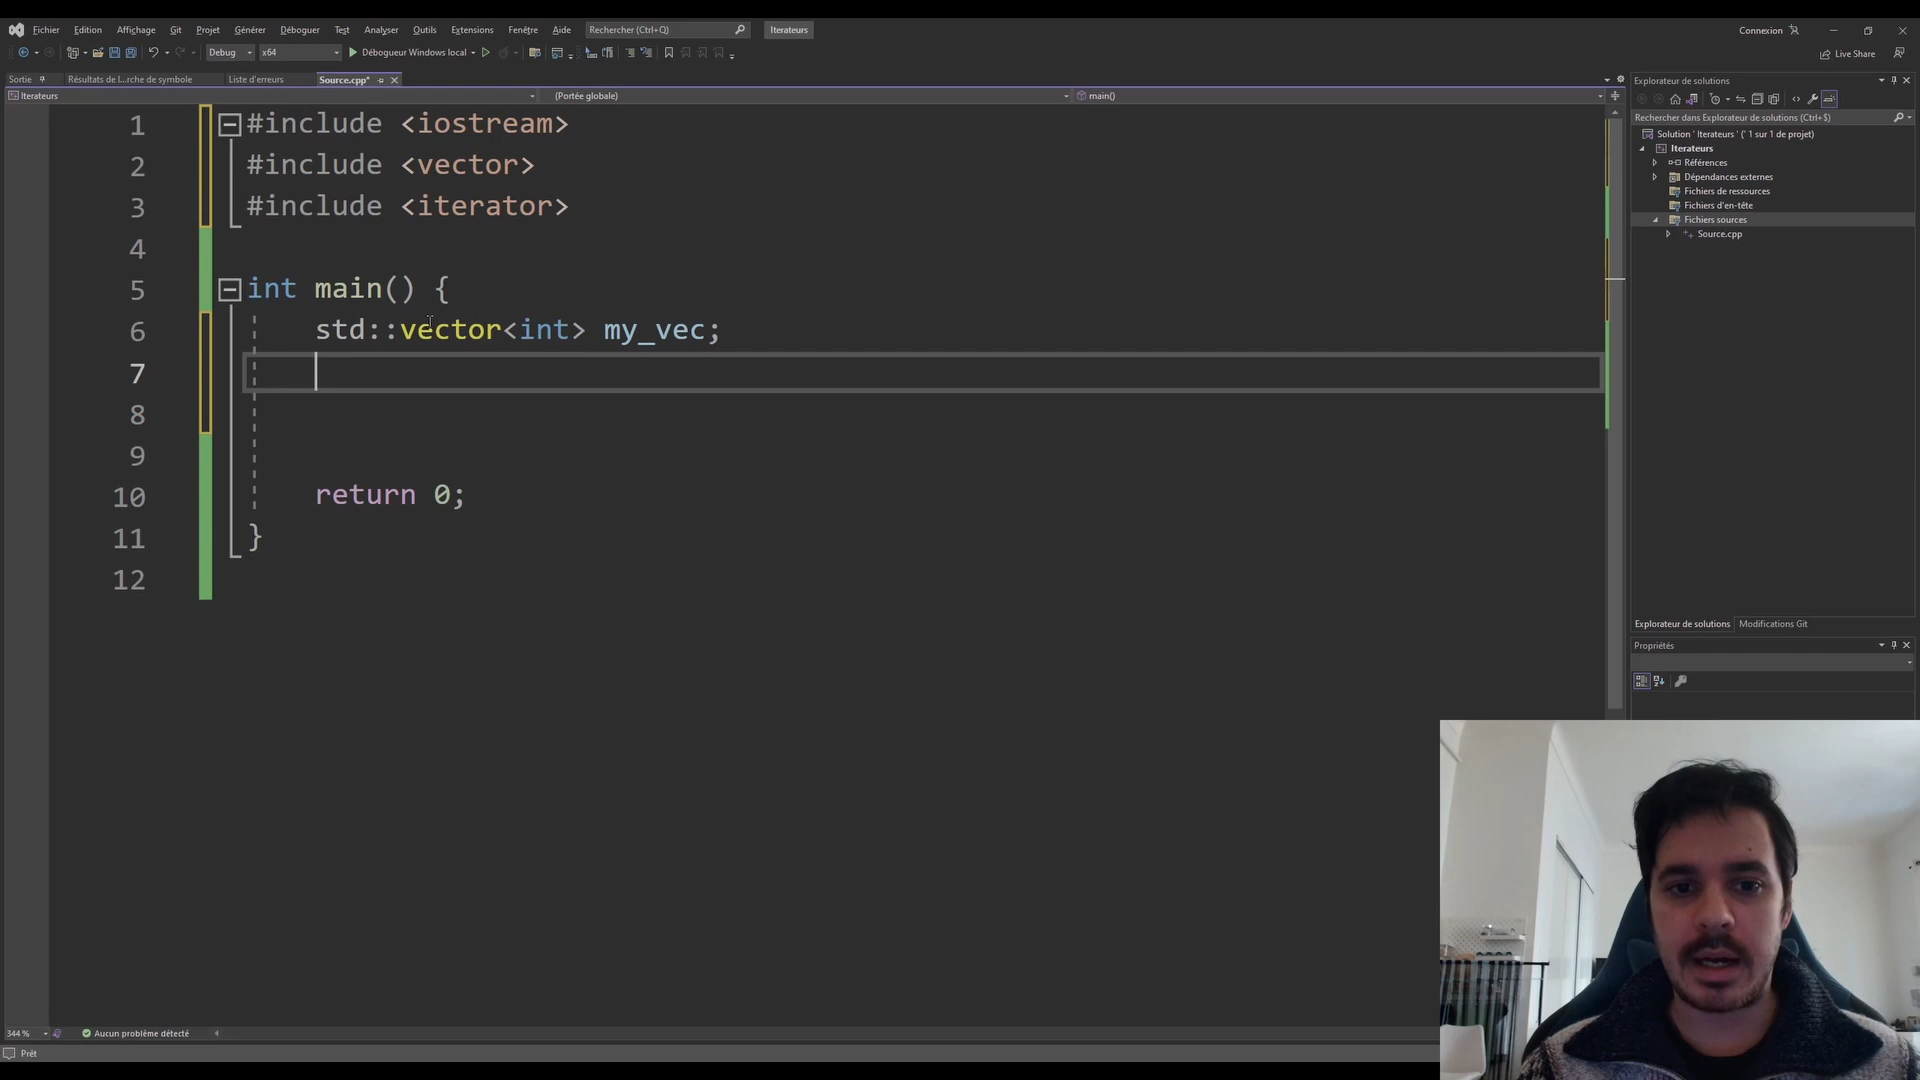 Fichier Edition Affichage Git Projet Générer Déboguer Test Analyser Outils Extensions Fenêtre Aide Rechercher (Ctrl+Q) Iterateurs Connexion
Debug x64 Débogueur Windows local Live Share
Sortie Résultats de l...rche de symbole Liste d'erreurs Source.cpp*
Iterateurs (Portée globale) main()
1 #include <iostream>
2 #include <vector>
3 #include <iterator>
4
5 int main() {
6 std::vector<int> my_vec;
7
8
9
10 return 0;
11 }
12
344 % Aucun problème détecté
Prêt
Explorateur de solutions
Rechercher dans Explorateur de solutions (Ctrl+$)
Solution ' Iterateurs ' (' 1 sur 1 de projet)
Iterateurs
Références
Dépendances externes
Fichiers de ressources
Fichiers d'en-tête
Fichiers sources
Source.cpp
Explorateur de solutions Modifications Git
Propriétés